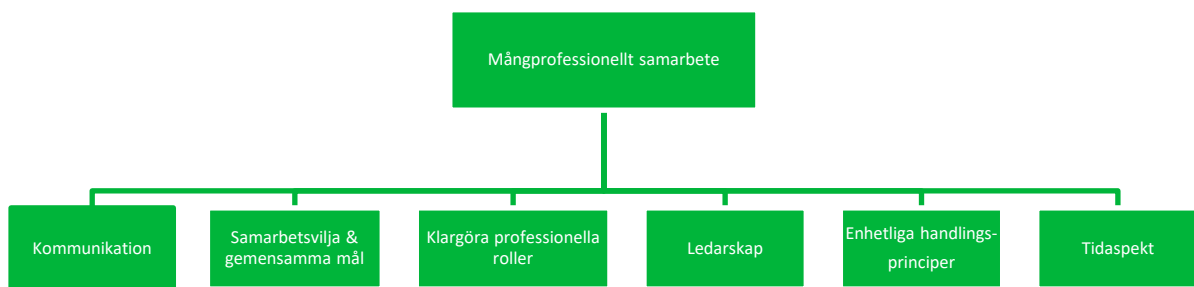 Mångprofessionellt samarbete
Kommunikation
Samarbetsvilja &
gemensamma mål
Klargöra professionella
roller
Ledarskap
Enhetliga handlings-
principer
Tidaspekt